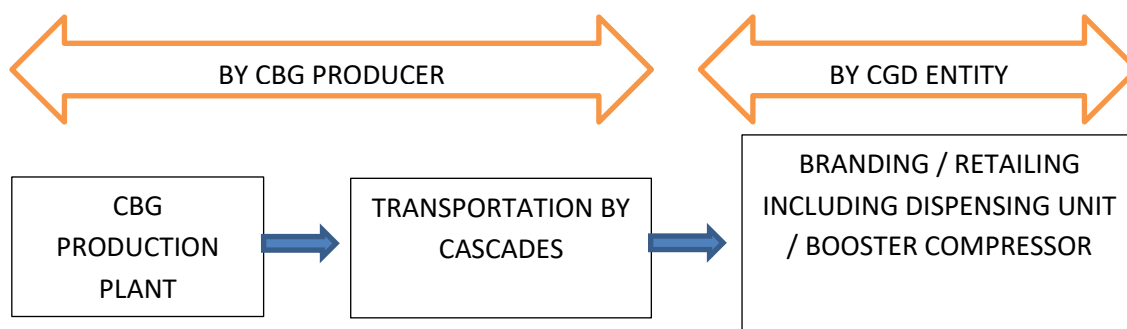 BY CBG PRODUCER
BY CGD ENTITY
CBG
PRODUCTION
PLANT
TRANSPORTATION BY
CASCADES
BRANDING / RETAILING
INCLUDING DISPENSING UNIT
/ BOOSTER COMPRESSOR